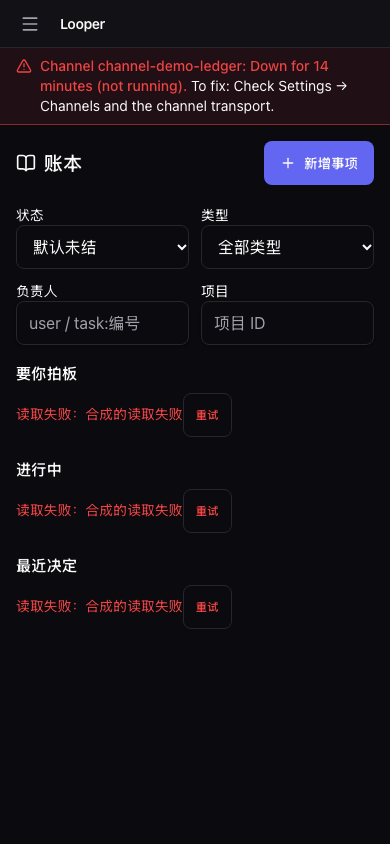 Looper
Channel channel-demo-ledger: Down for 14
minutes (not running). To fix: Check Settings →
Channels and the channel transport.
账本
+ 新增事项
状态
类型
默认未结
全部类型
负责人
项目
user / task:编号
项目 ID
要你拍板
读取失败：合成的读取失败 重试
进行中
读取失败：合成的读取失败 重试
最近决定
读取失败：合成的读取失败 重试